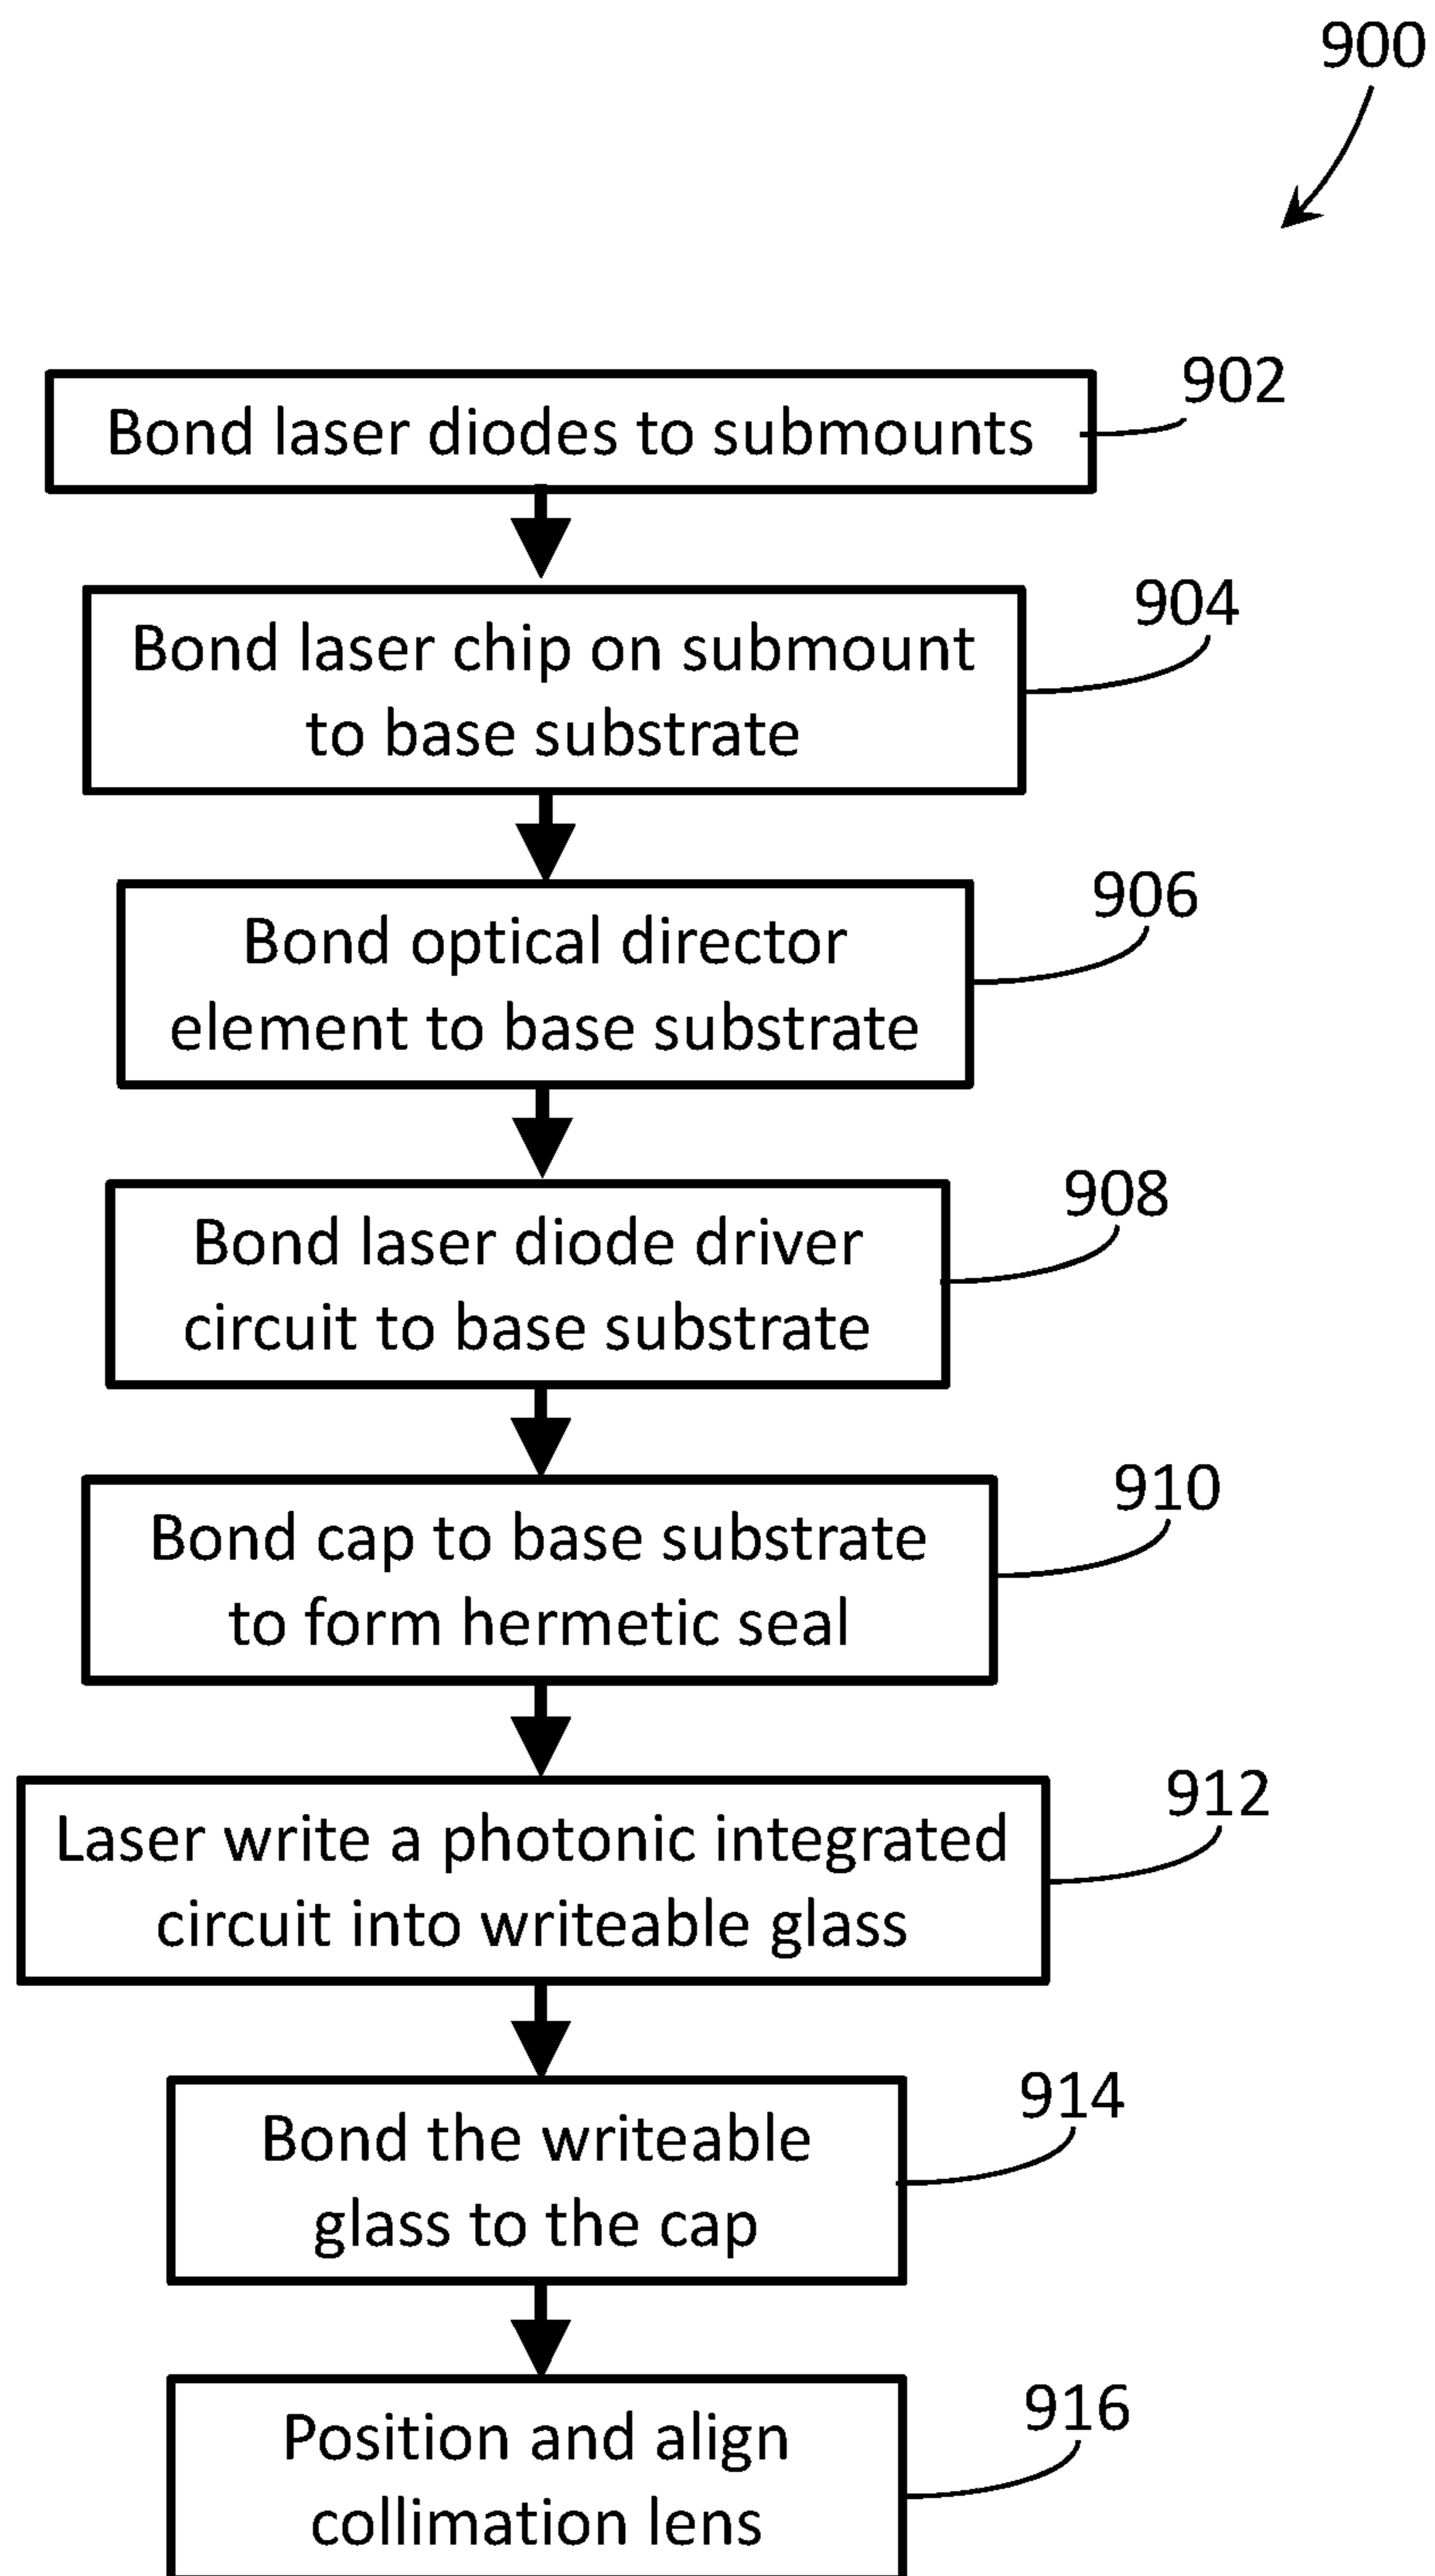 900
902
Bond laser diodes to submounts
904
Bond laser chip on submount
to base substrate
906
Bond optical director
element to base substrate
908
Bond laser diode driver
circuit to base substrate
910
Bond cap to base substrate
to form hermetic seal
912
Laser write a photonic integrated
circuit into writeable glass
914
Bond the writeable
glass to the cap
916
Position and align
collimation lens